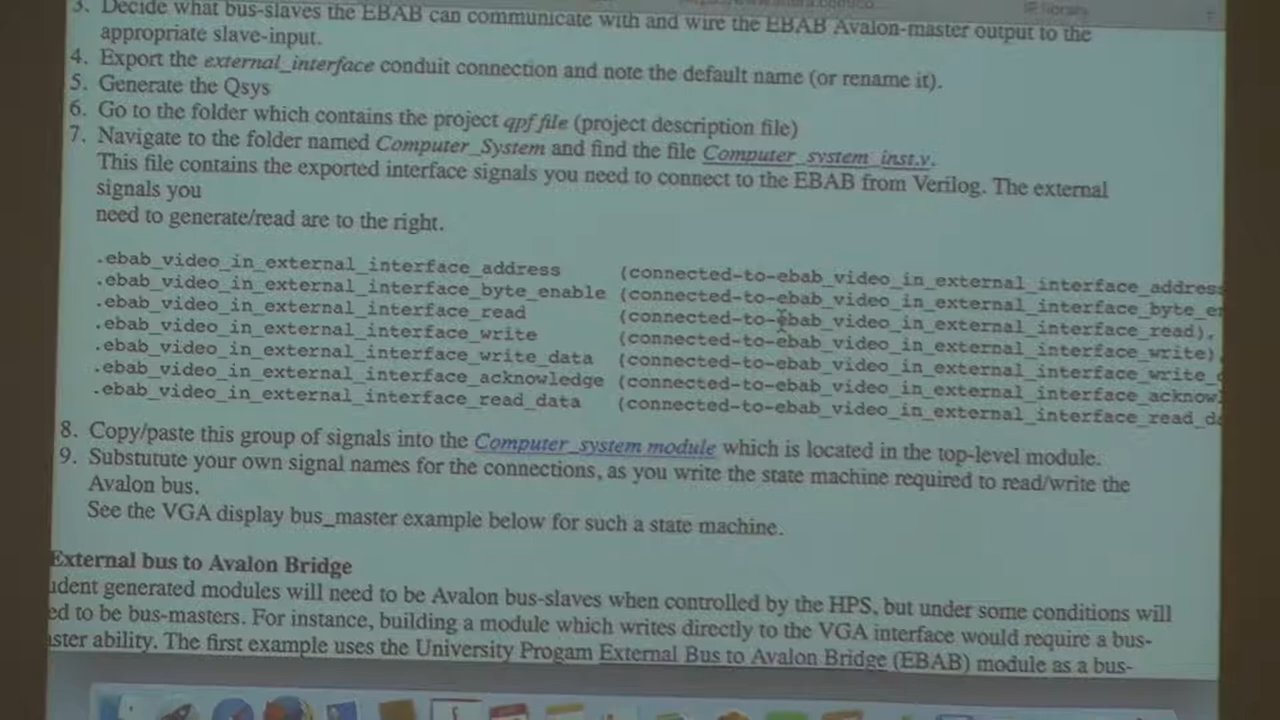 3. Decide what bus-slaves the EBAB can communicate with and wire the EBAB Avalon-master output to the
appropriate slave-input.
4. Export the external_interface conduit connection and note the default name (or rename it).
5. Generate the Qsys
6. Go to the folder which contains the project qpf file (project description file)
7. Navigate to the folder named Computer_System and find the file Computer_system_inst.v.
This file contains the exported interface signals you need to connect to the EBAB from Verilog. The external
signals you
need to generate/read are to the right.
.ebab_video_in_external_interface_address (connected-to-ebab_video_in_external_interface_address
.ebab_video_in_external_interface_byte_enable (connected-to-ebab_video_in_external_interface_byte_en
.ebab_video_in_external_interface_read (connected-to-ebab_video_in_external_interface_read),
.ebab_video_in_external_interface_write (connected-to-ebab_video_in_external_interface_write)
.ebab_video_in_external_interface_write_data (connected-to-ebab_video_in_external_interface_write_d
.ebab_video_in_external_interface_acknowledge (connected-to-ebab_video_in_external_interface_acknowl
.ebab_video_in_external_interface_read_data (connected-to-ebab_video_in_external_interface_read_da
8. Copy/paste this group of signals into the Computer_system module which is located in the top-level module.
9. Substutute your own signal names for the connections, as you write the state machine required to read/write the
Avalon bus.
See the VGA display bus_master example below for such a state machine.
External bus to Avalon Bridge
udent generated modules will need to be Avalon bus-slaves when controlled by the HPS, but under some conditions will
ed to be bus-masters. For instance, building a module which writes directly to the VGA interface would require a bus-
aster ability. The first example uses the University Progam External Bus to Avalon Bridge (EBAB) module as a bus-